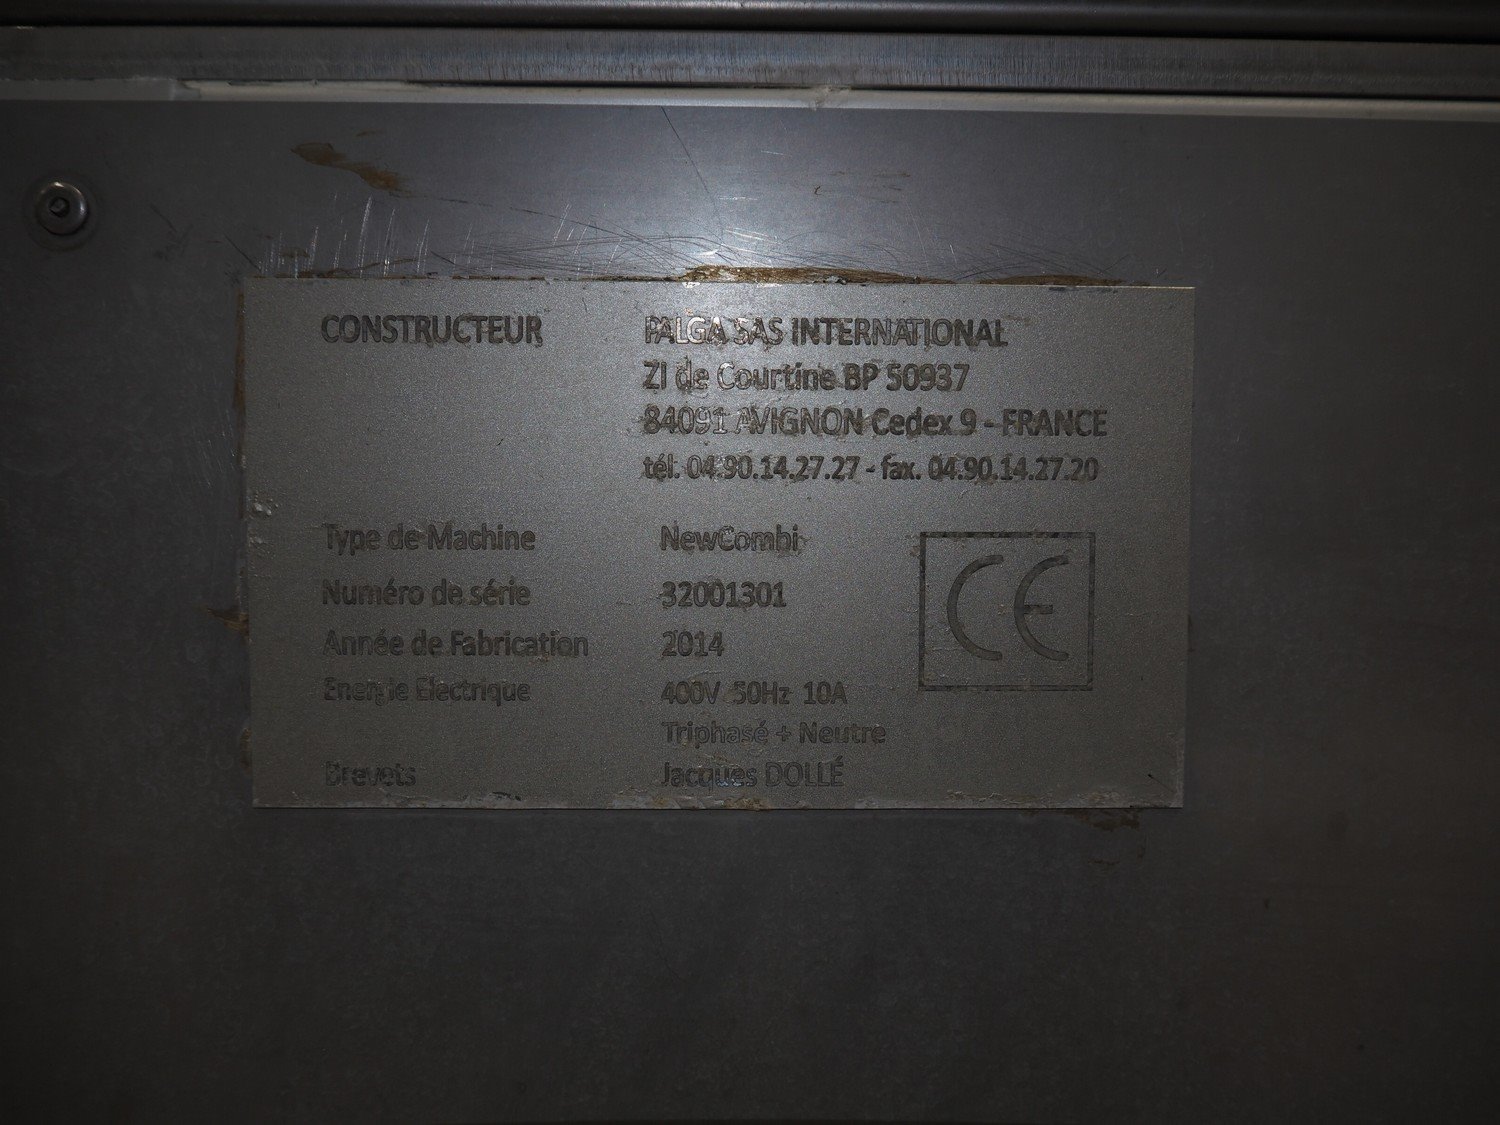 CONSTRUCTEUR PALGA SAS INTERNATIONAL
ZI de Courtine BP 50937
84091 AVIGNON Cedex 9 - FRANCE
tél. 04.90.14.27.27 - fax. 04.90.14.27.20
Type de Machine NewCombi
Numéro de série 32001301
Année de Fabrication 2014
Energie Electrique 400V 50Hz 10A
Triphasé + Neutre
Brevets Jacques DOLLÉ
CE